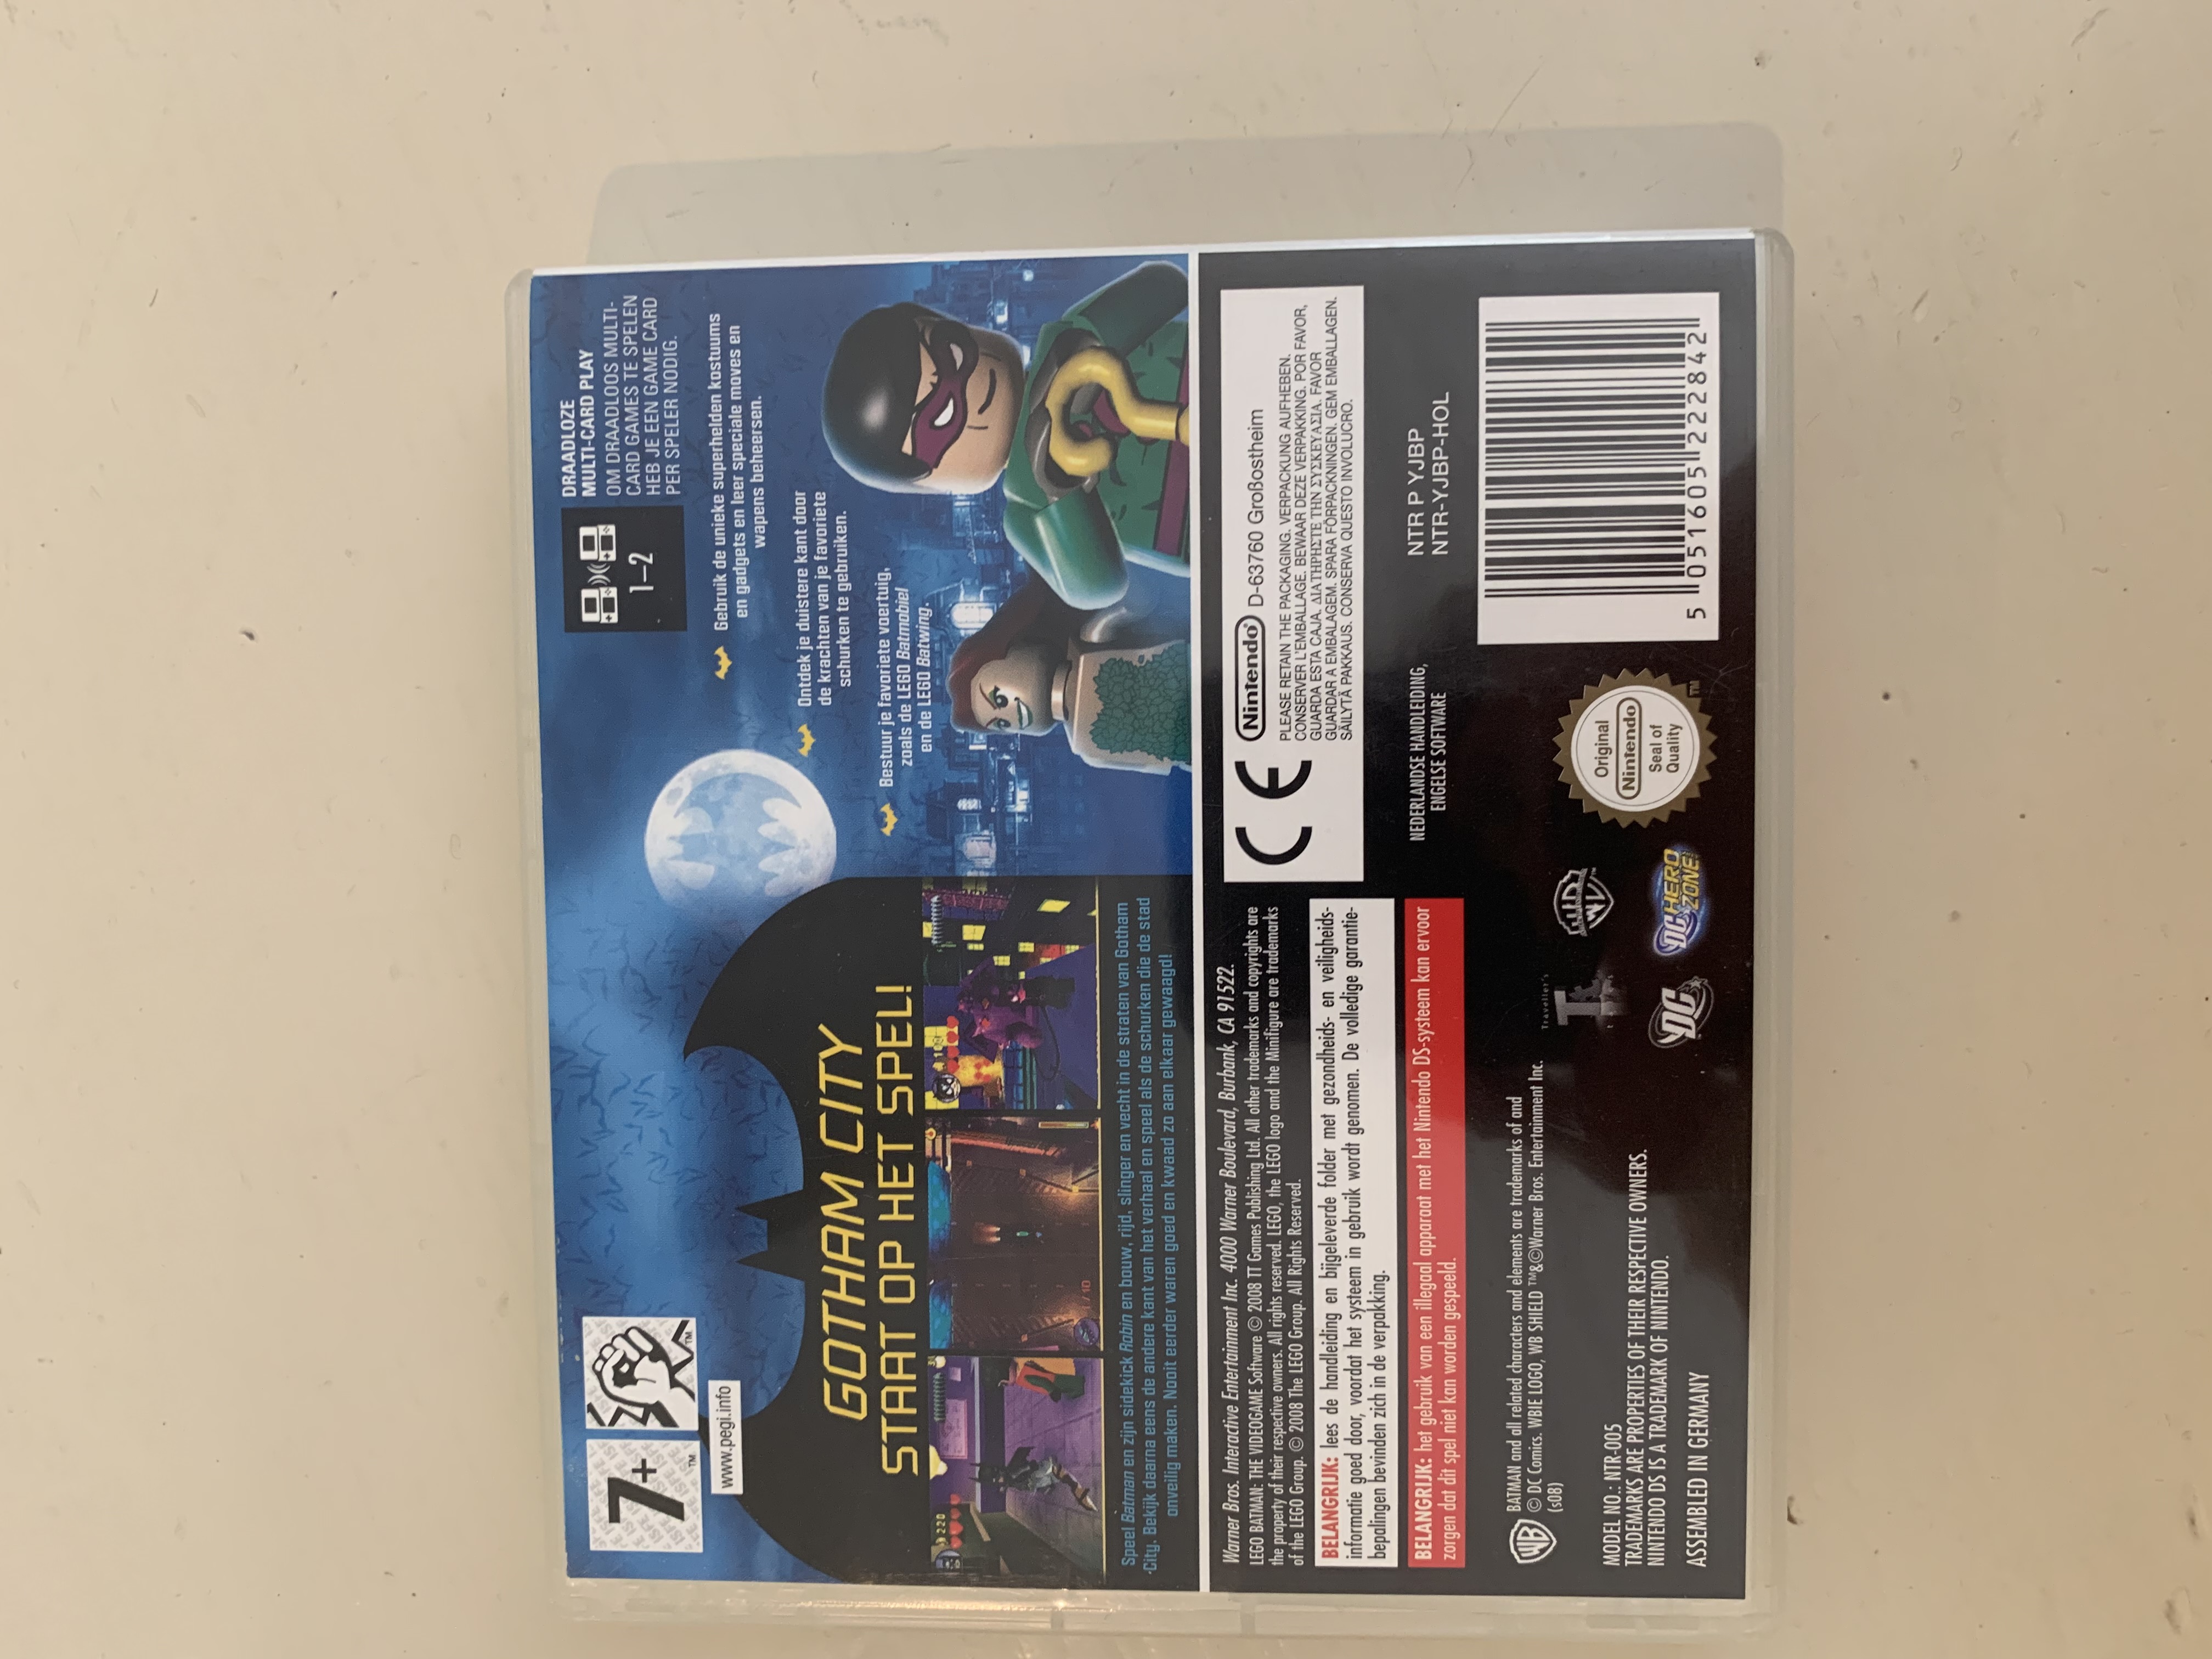 7+
™
™
www.pegi.info
1–2
DRAADLOZE
MULTI-CARD PLAY
OM DRAADLOOS MULTI-
CARD GAMES TE SPELEN
HEB JE EEN GAME CARD
PER SPELER NODIG.
Gebruik de unieke superhelden kostuums
en gadgets en leer speciale moves en
wapens beheersen.
Ontdek je duistere kant door
de krachten van je favoriete
schurken te gebruiken.
Bestuur je favoriete voertuig,
zoals de LEGO Batmobiel
en de LEGO Batwing.
GOTHAM CITY
STAAT OP HET SPEL!
220
/10
Speel Batman en zijn sidekick Robin en bouw, rijd, slinger en vecht in de straten van Gotham
City. Bekijk daarna eens de andere kant van het verhaal en speel als de schurken die de stad
onveilig maken. Nooit eerder waren goed en kwaad zo aan elkaar gewaagd!
Warner Bros. Interactive Entertainment Inc. 4000 Warner Boulevard, Burbank, CA 91522.
LEGO BATMAN: THE VIDEOGAME Software © 2008 TT Games Publishing Ltd. All other trademarks and copyrights are
the property of their respective owners. All rights reserved. LEGO, the LEGO logo and the Minifigure are trademarks
of the LEGO Group. © 2008 The LEGO Group. All Rights Reserved.
BELANGRIJK: lees de handleiding en bijgeleverde folder met gezondheids- en veiligheids-
informatie goed door, voordat het systeem in gebruik wordt genomen. De volledige garantie-
bepalingen bevinden zich in de verpakking.
BELANGRIJK: het gebruik van een illegaal apparaat met het Nintendo DS-systeem kan ervoor
zorgen dat dit spel niet kan worden gespeeld.
CE
Nintendo® D-63760 Großostheim
PLEASE RETAIN THE PACKAGING. VERPACKUNG AUFHEBEN.
CONSERVER L'EMBALLAGE. BEWAAR DEZE VERPAKKING. POR FAVOR,
GUARDA ESTA CAJA. ΔΙΑΤΗΡΗΣΤΕ ΤΗΝ ΣΥΣΚΕΥΑΣΙΑ. FAVOR
GUARDAR A EMBALAGEM. SPARA FÖRPACKNINGEN. GEM EMBALLAGEN.
SÄILYTÄ PAKKAUS. CONSERVA QUESTO INVOLUCRO.
NEDERLANDSE HANDLEIDING,
ENGELSE SOFTWARE
NTR P YJBP
NTR-YJBP-HOL
WB
BATMAN and all related characters and elements are trademarks of and
© DC Comics. WBIE LOGO, WB SHIELD ™&©Warner Bros. Entertainment Inc.
(s08)
MODEL NO.: NTR-005
TRADEMARKS ARE PROPERTIES OF THEIR RESPECTIVE OWNERS.
NINTENDO DS IS A TRADEMARK OF NINTENDO.
ASSEMBLED IN GERMANY
Traveller's
Tt
tales
DC
DC HERO
ZONE
Original
Nintendo
Seal of
Quality
™
5 051605 222842